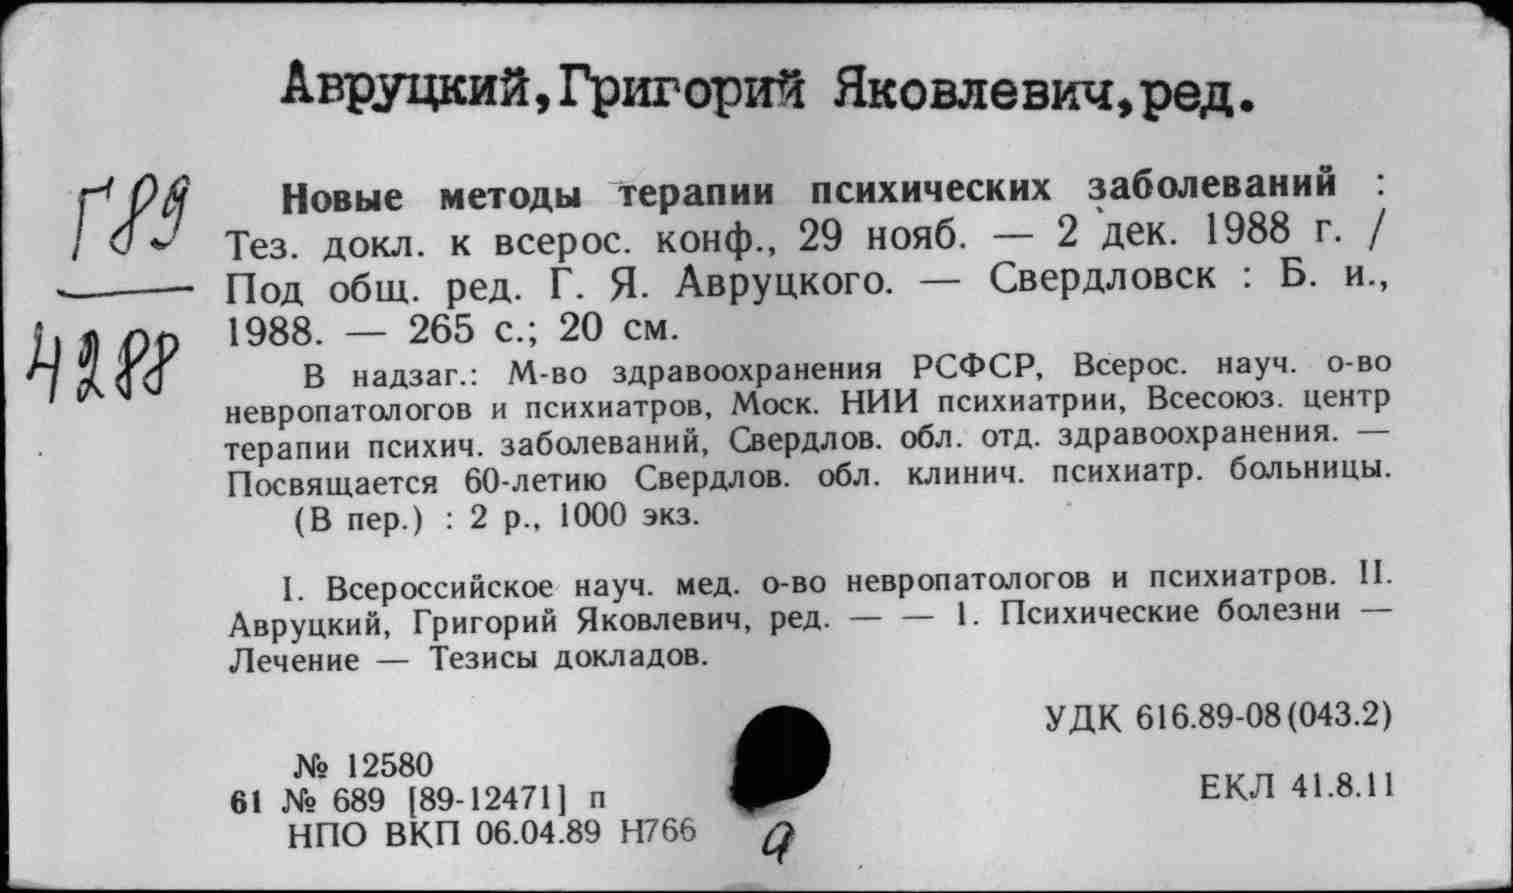 Авруцкий,Григорий Яковлевич,ред.
Г89
4288
Новые методы терапии психических заболеваний :
Тез. докл. к всерос. конф., 29 нояб. — 2 дек. 1988 г. /
Под общ. ред. Г. Я. Авруцкого. — Свердловск : Б. и.,
1988. — 265 с.; 20 см.
В надзаг.: М-во здравоохранения РСФСР, Всерос. науч. о-во
невропатологов и психиатров, Моск. НИИ психиатрии, Всесоюз. центр
терапии психич. заболеваний, Свердлов. обл. отд. здравоохранения. —
Посвящается 60-летию Свердлов. обл. клинич. психиатр. больницы.
(В пер.) : 2 р., 1000 экз.
I. Всероссийское науч. мед. о-во невропатологов и психиатров. II.
Авруцкий, Григорий Яковлевич, ред. — — 1. Психические болезни —
Лечение — Тезисы докладов.
УДК 616.89-08(043.2)
№ 12580
61 № 689 [89-12471] п
ЕКЛ 41.8.11
НПО ВКП 06.04.89 Н766